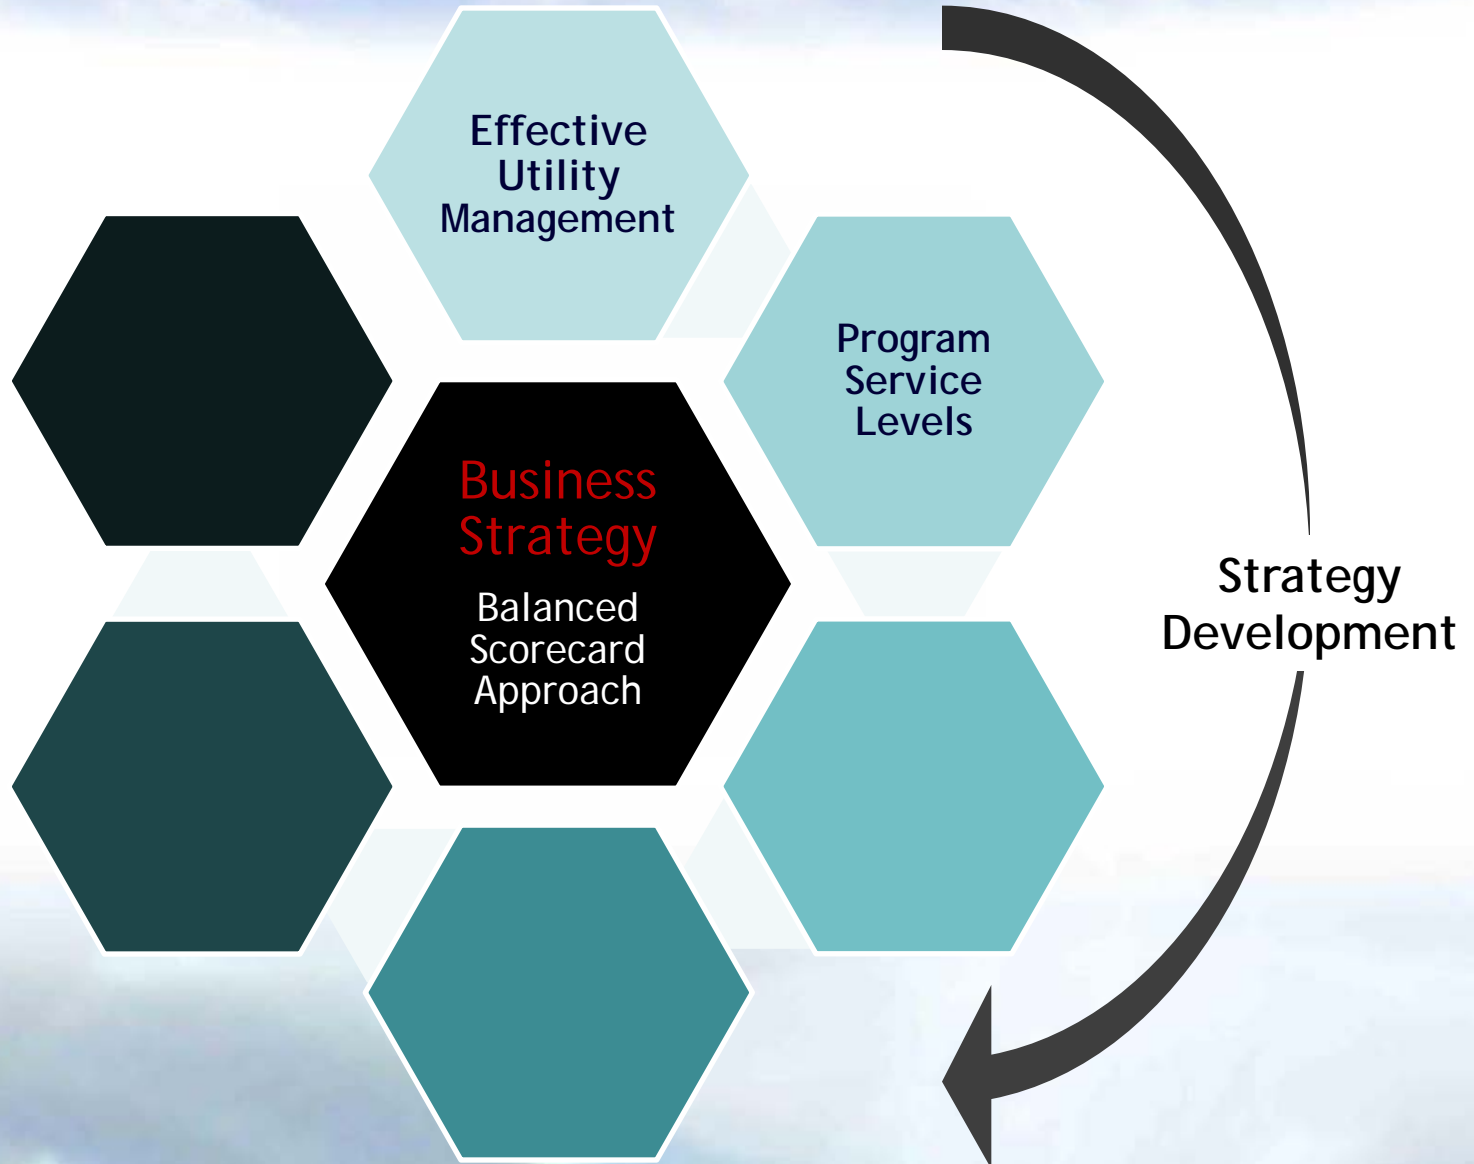 Effective
Utility
Management
Program
Service
Levels
Business
Strategy
Balanced
Scorecard
Approach
Strategy
Development